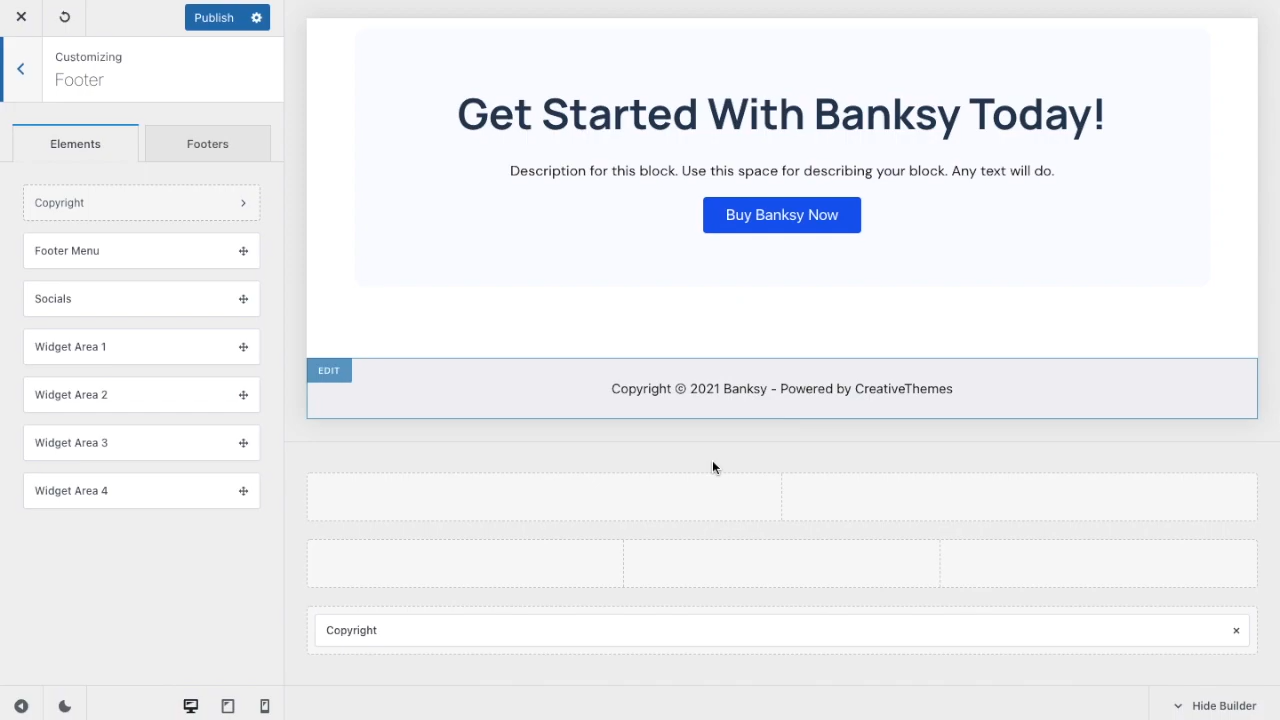 Publish
Customizing
Footer
Elements
Footers
Copyright
Footer Menu
Socials
Widget Area 1
Widget Area 2
Widget Area 3
Widget Area 4
Get Started With Banksy Today!
Description for this block. Use this space for describing your block. Any text will do.
Buy Banksy Now
EDIT
Copyright © 2021 Banksy - Powered by CreativeThemes
Copyright
Hide Builder